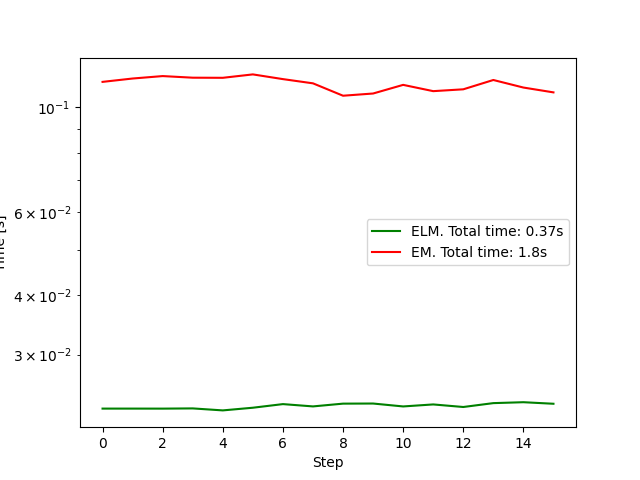 10⁻¹
6 × 10⁻²
4 × 10⁻²
3 × 10⁻²
[s]
ELM. Total time: 0.37s
EM. Total time: 1.8s
0 2 4 6 8 10 12 14
Step